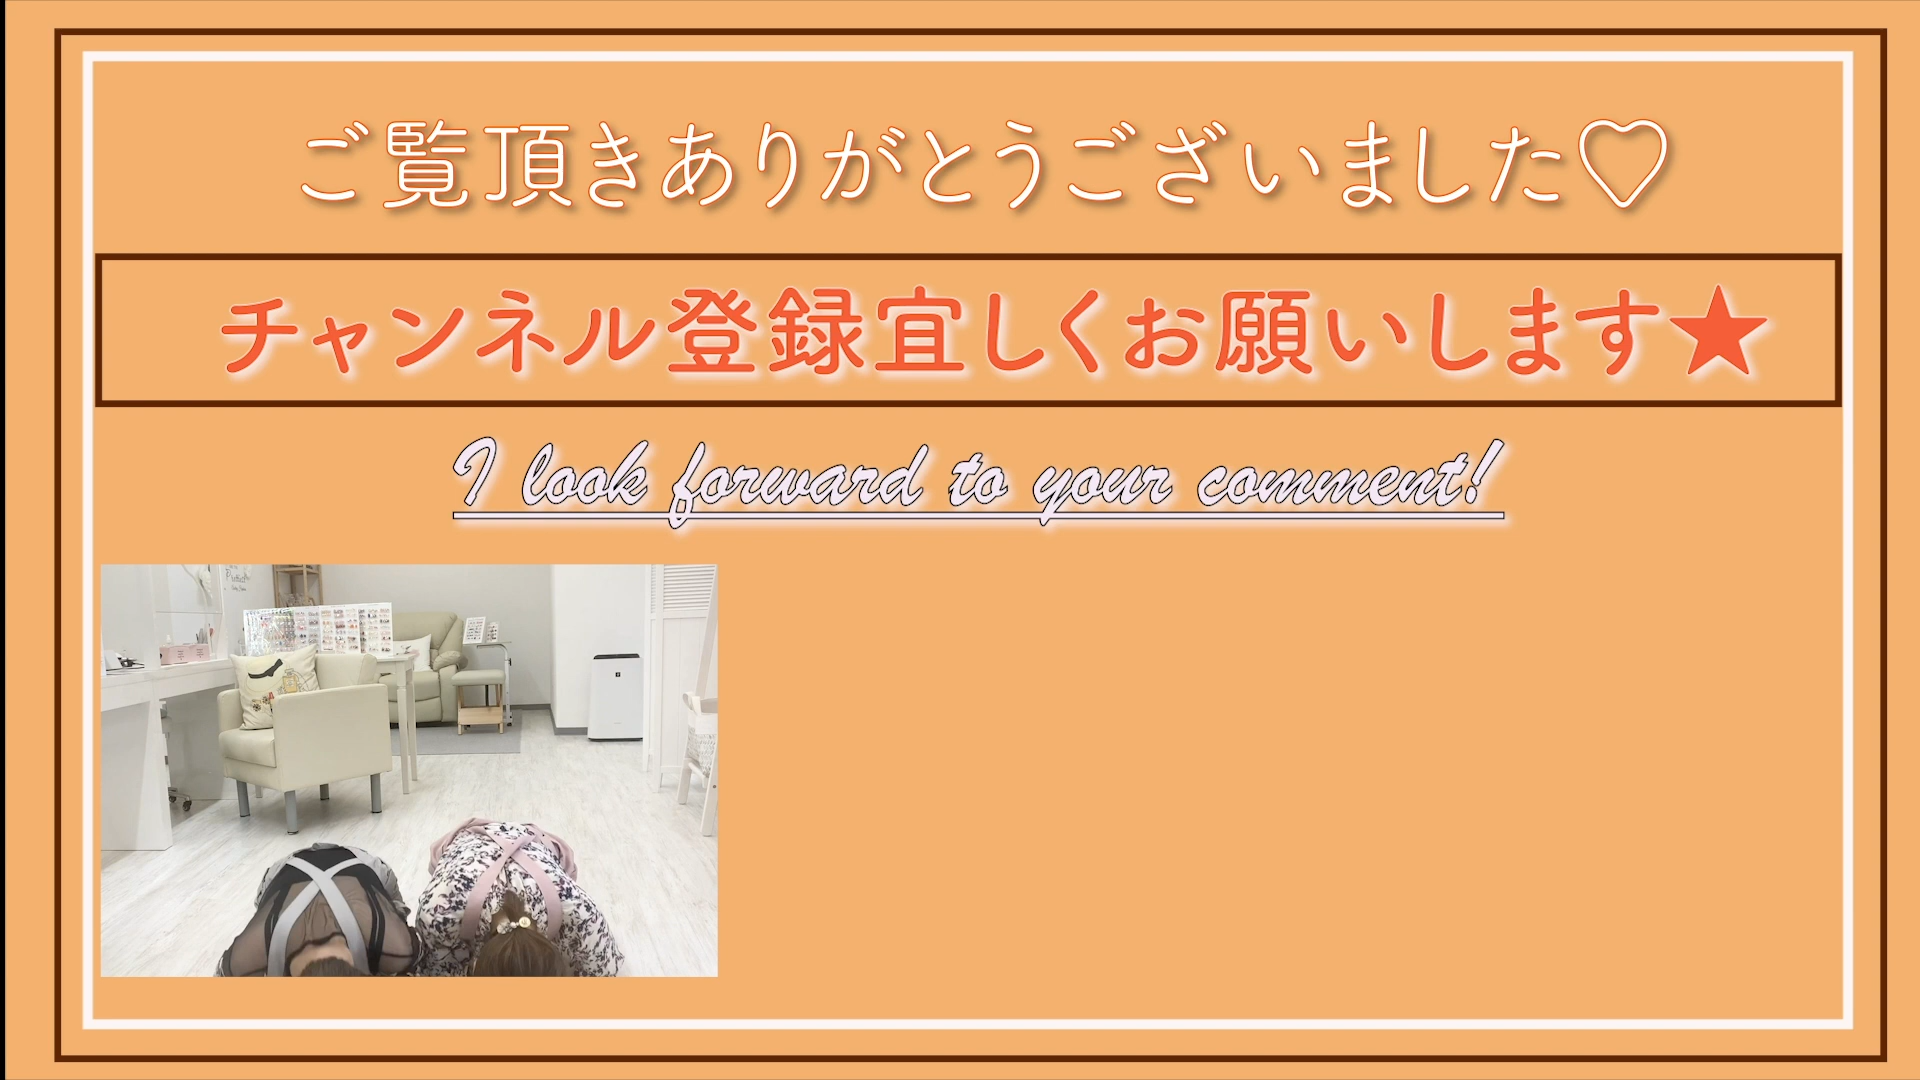 ご覧頂きありがとうございました♡
チャンネル登録宜しくお願いします★
I look forward to your comment!